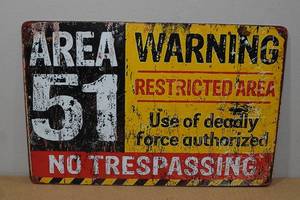 AREA
51
WARNING
RESTRICTED AREA
Use of deadly
force authorized
NO TRESPASSING